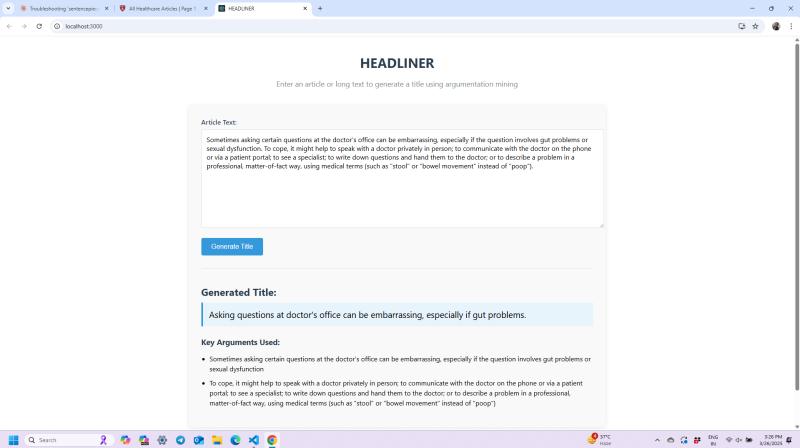 Troubleshooting 'sentencepie
All Healthcare Articles | Page 1
HEADLINER
localhost:3000
HEADLINER
Enter an article or long text to generate a title using argumentation mining
Article Text:
Sometimes asking certain questions at the doctor's office can be embarrassing, especially if the question involves gut problems or
sexual dysfunction. To cope, it might help to speak with a doctor privately in person; to communicate with the doctor on the phone
or via a patient portal; to see a specialist; to write down questions and hand them to the doctor; or to describe a problem in a
professional, matter-of-fact way, using medical terms (such as "stool" or "bowel movement" instead of "poop").
Generate Title
Generated Title:
Asking questions at doctor's office can be embarrassing, especially if gut problems.
Key Arguments Used:
• Sometimes asking certain questions at the doctor's office can be embarrassing, especially if the question involves gut problems or
sexual dysfunction
• To cope, it might help to speak with a doctor privately in person; to communicate with the doctor on the phone or via a patient
portal; to see a specialist; to write down questions and hand them to the doctor; or to describe a problem in a professional,
matter-of-fact way, using medical terms (such as "stool" or "bowel movement" instead of "poop")
Search
37°C
Haze
ENG
IN
3:26 PM
3/26/2025